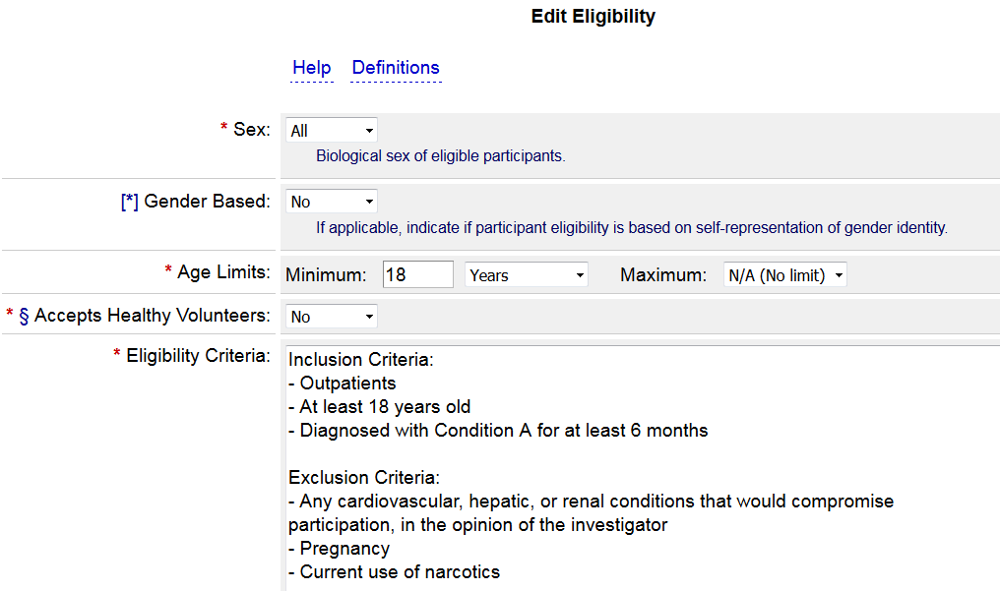 Edit Eligibility
Help Definitions
* Sex: All
Biological sex of eligible participants.
[*] Gender Based: No
If applicable, indicate if participant eligibility is based on self-representation of gender identity.
* Age Limits: Minimum: 18 Years Maximum: N/A (No limit)
* § Accepts Healthy Volunteers: No
* Eligibility Criteria: Inclusion Criteria:
- Outpatients
- At least 18 years old
- Diagnosed with Condition A for at least 6 months

Exclusion Criteria:
- Any cardiovascular, hepatic, or renal conditions that would compromise
participation, in the opinion of the investigator
- Pregnancy
- Current use of narcotics